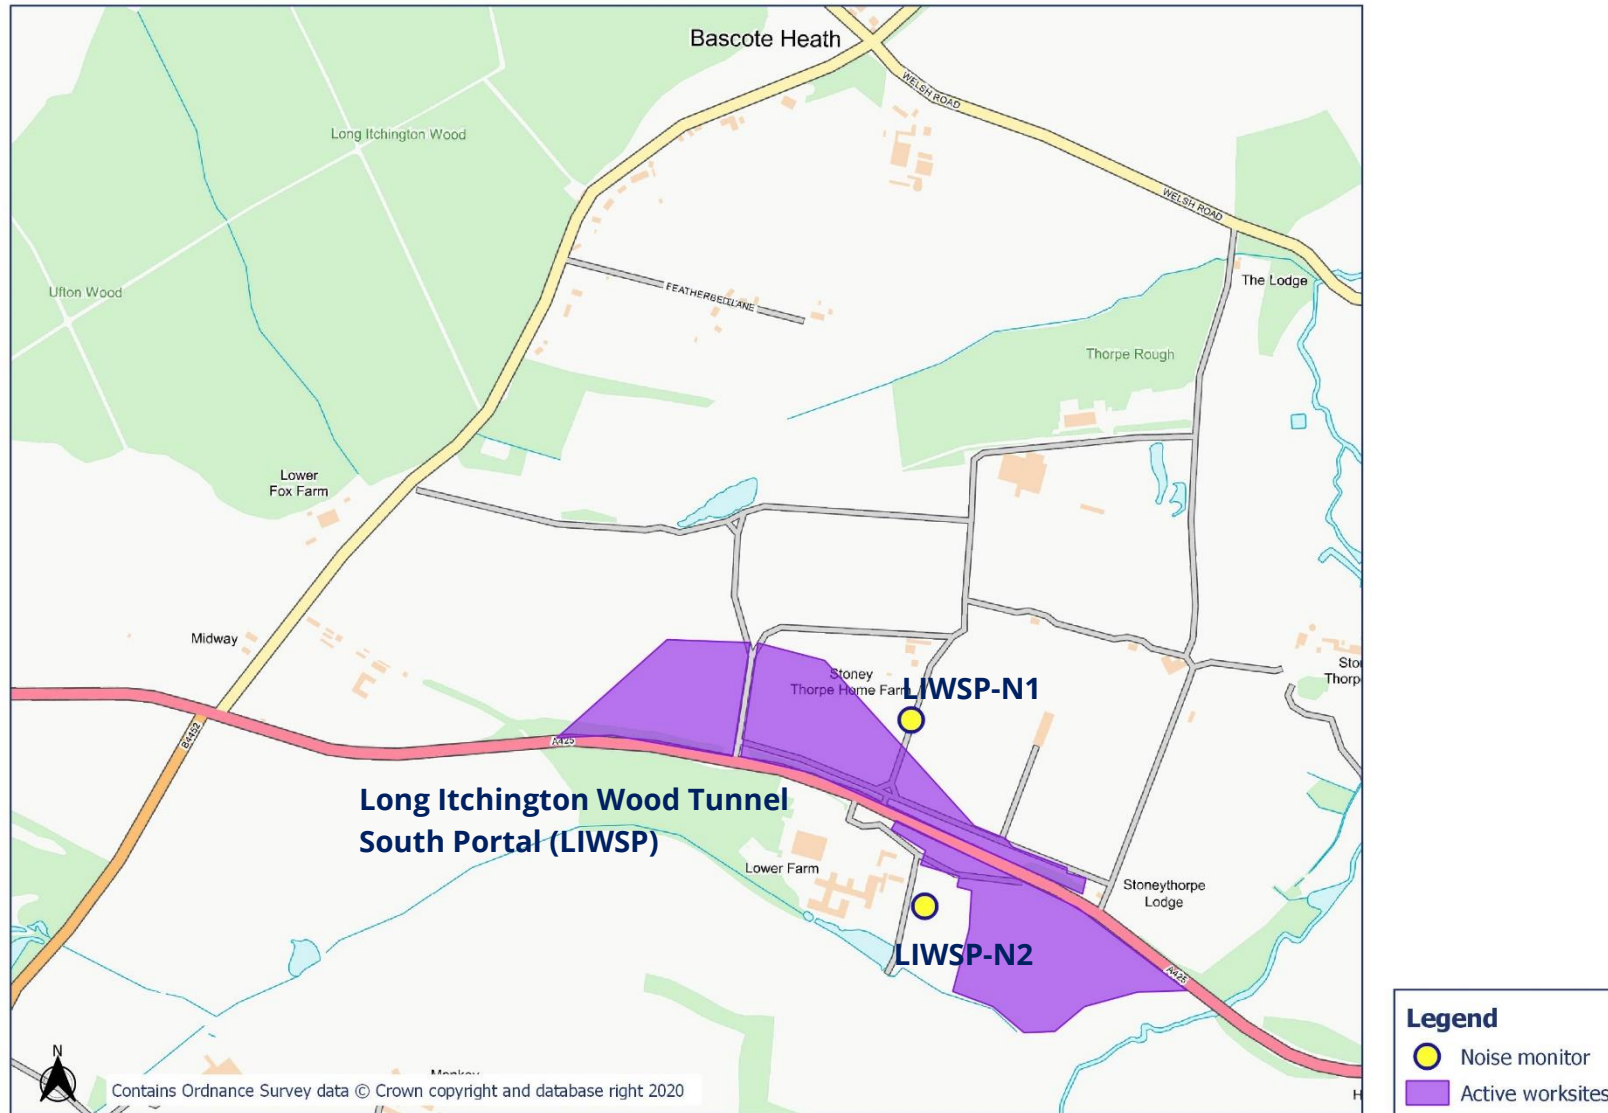 Bascote Heath
WELSH ROAD
Long Itchington Wood
WELSH ROAD
Ufton Wood
The Lodge
FEATHERBED LANE
Thorpe Rough
Lower
Fox Farm
Midway
Stoney
Thorpe Home Farm
LIWSP-N1
B4452
A425
Long Itchington Wood Tunnel
South Portal (LIWSP)
Lower Farm
Stoneythorpe
Lodge
LIWSP-N2
A425
N
Contains Ordnance Survey data © Crown copyright and database right 2020
Legend
Noise monitor
Active worksites